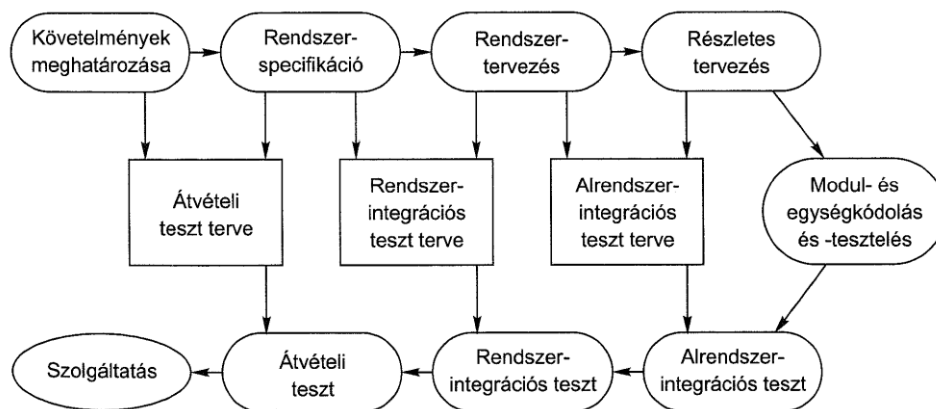 Követelmények
meghatározása
Rendszer-
specifikáció
Rendszer-
tervezés
Részletes
tervezés
Átvételi
teszt terve
Rendszer-
integrációs
teszt terve
Alrendszer-
integrációs
teszt terve
Modul- és
egységkódolás
és -tesztelés
Szolgáltatás
Átvételi
teszt
Rendszer-
integrációs teszt
Alrendszer-
integrációs teszt